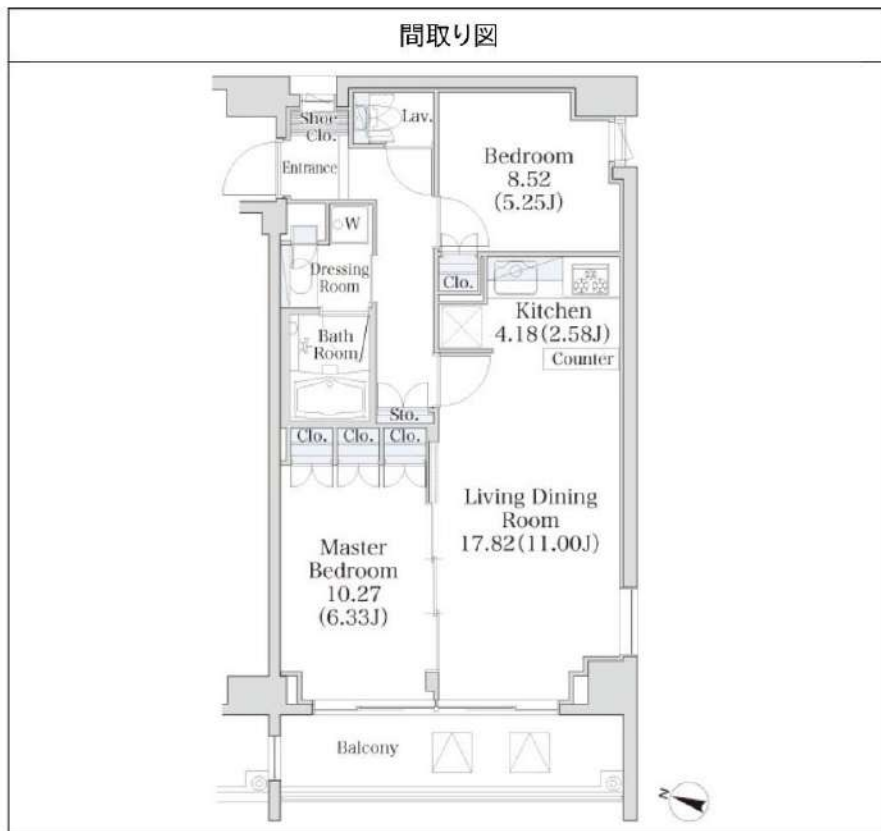 間取り図
Shoe
Clo.
Lav.
Entrance
Bedroom
8.52
(5.25J)
W
Dressing
Room
Clo.
Kitchen
4.18(2.58J)
Counter
Bath
Room
Sto.
Clo.
Clo.
Clo.
Living Dining
Room
17.82(11.00J)
Master
Bedroom
10.27
(6.33J)
Balcony
N